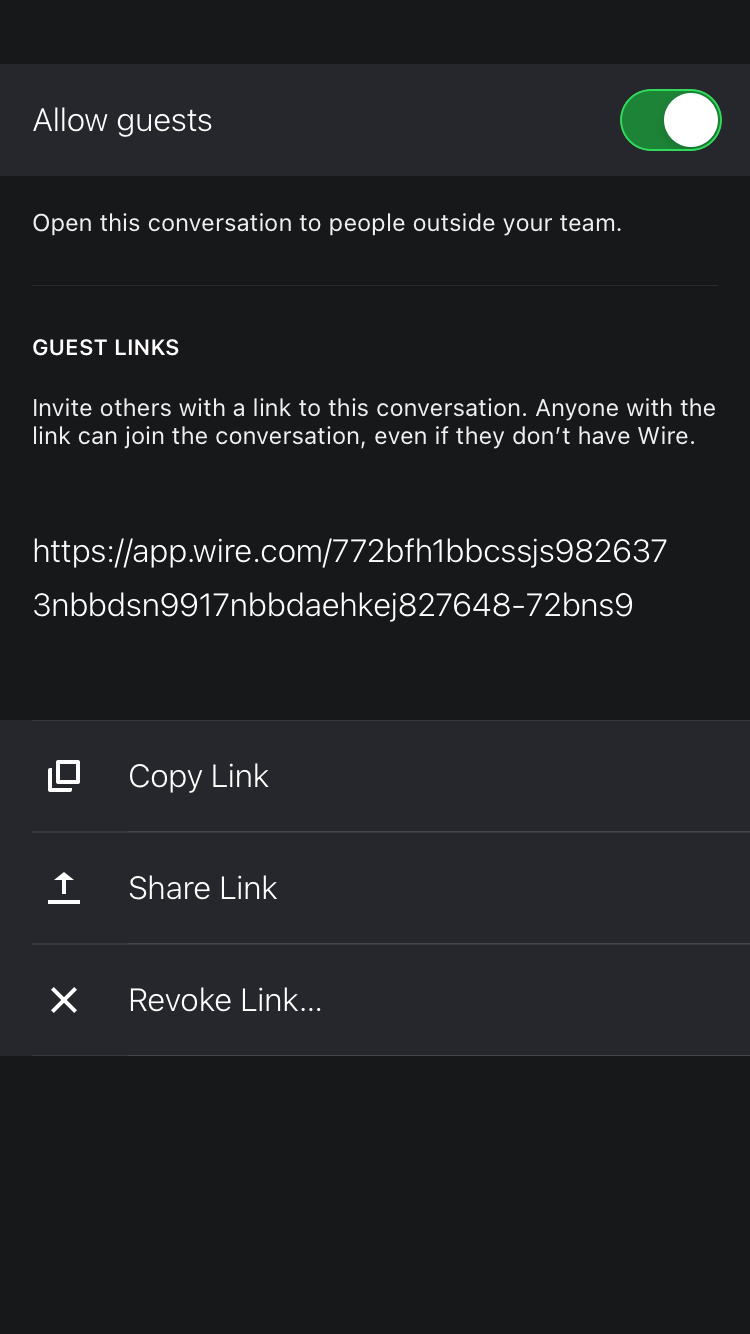 Allow guests
Open this conversation to people outside your team.
GUEST LINKS
Invite others with a link to this conversation. Anyone with the
link can join the conversation, even if they don’t have Wire.
https://app.wire.com/772bfh1bbcssjs982637
3nbbdsn9917nbbdaehkej827648-72bns9
Copy Link
Share Link
Revoke Link...